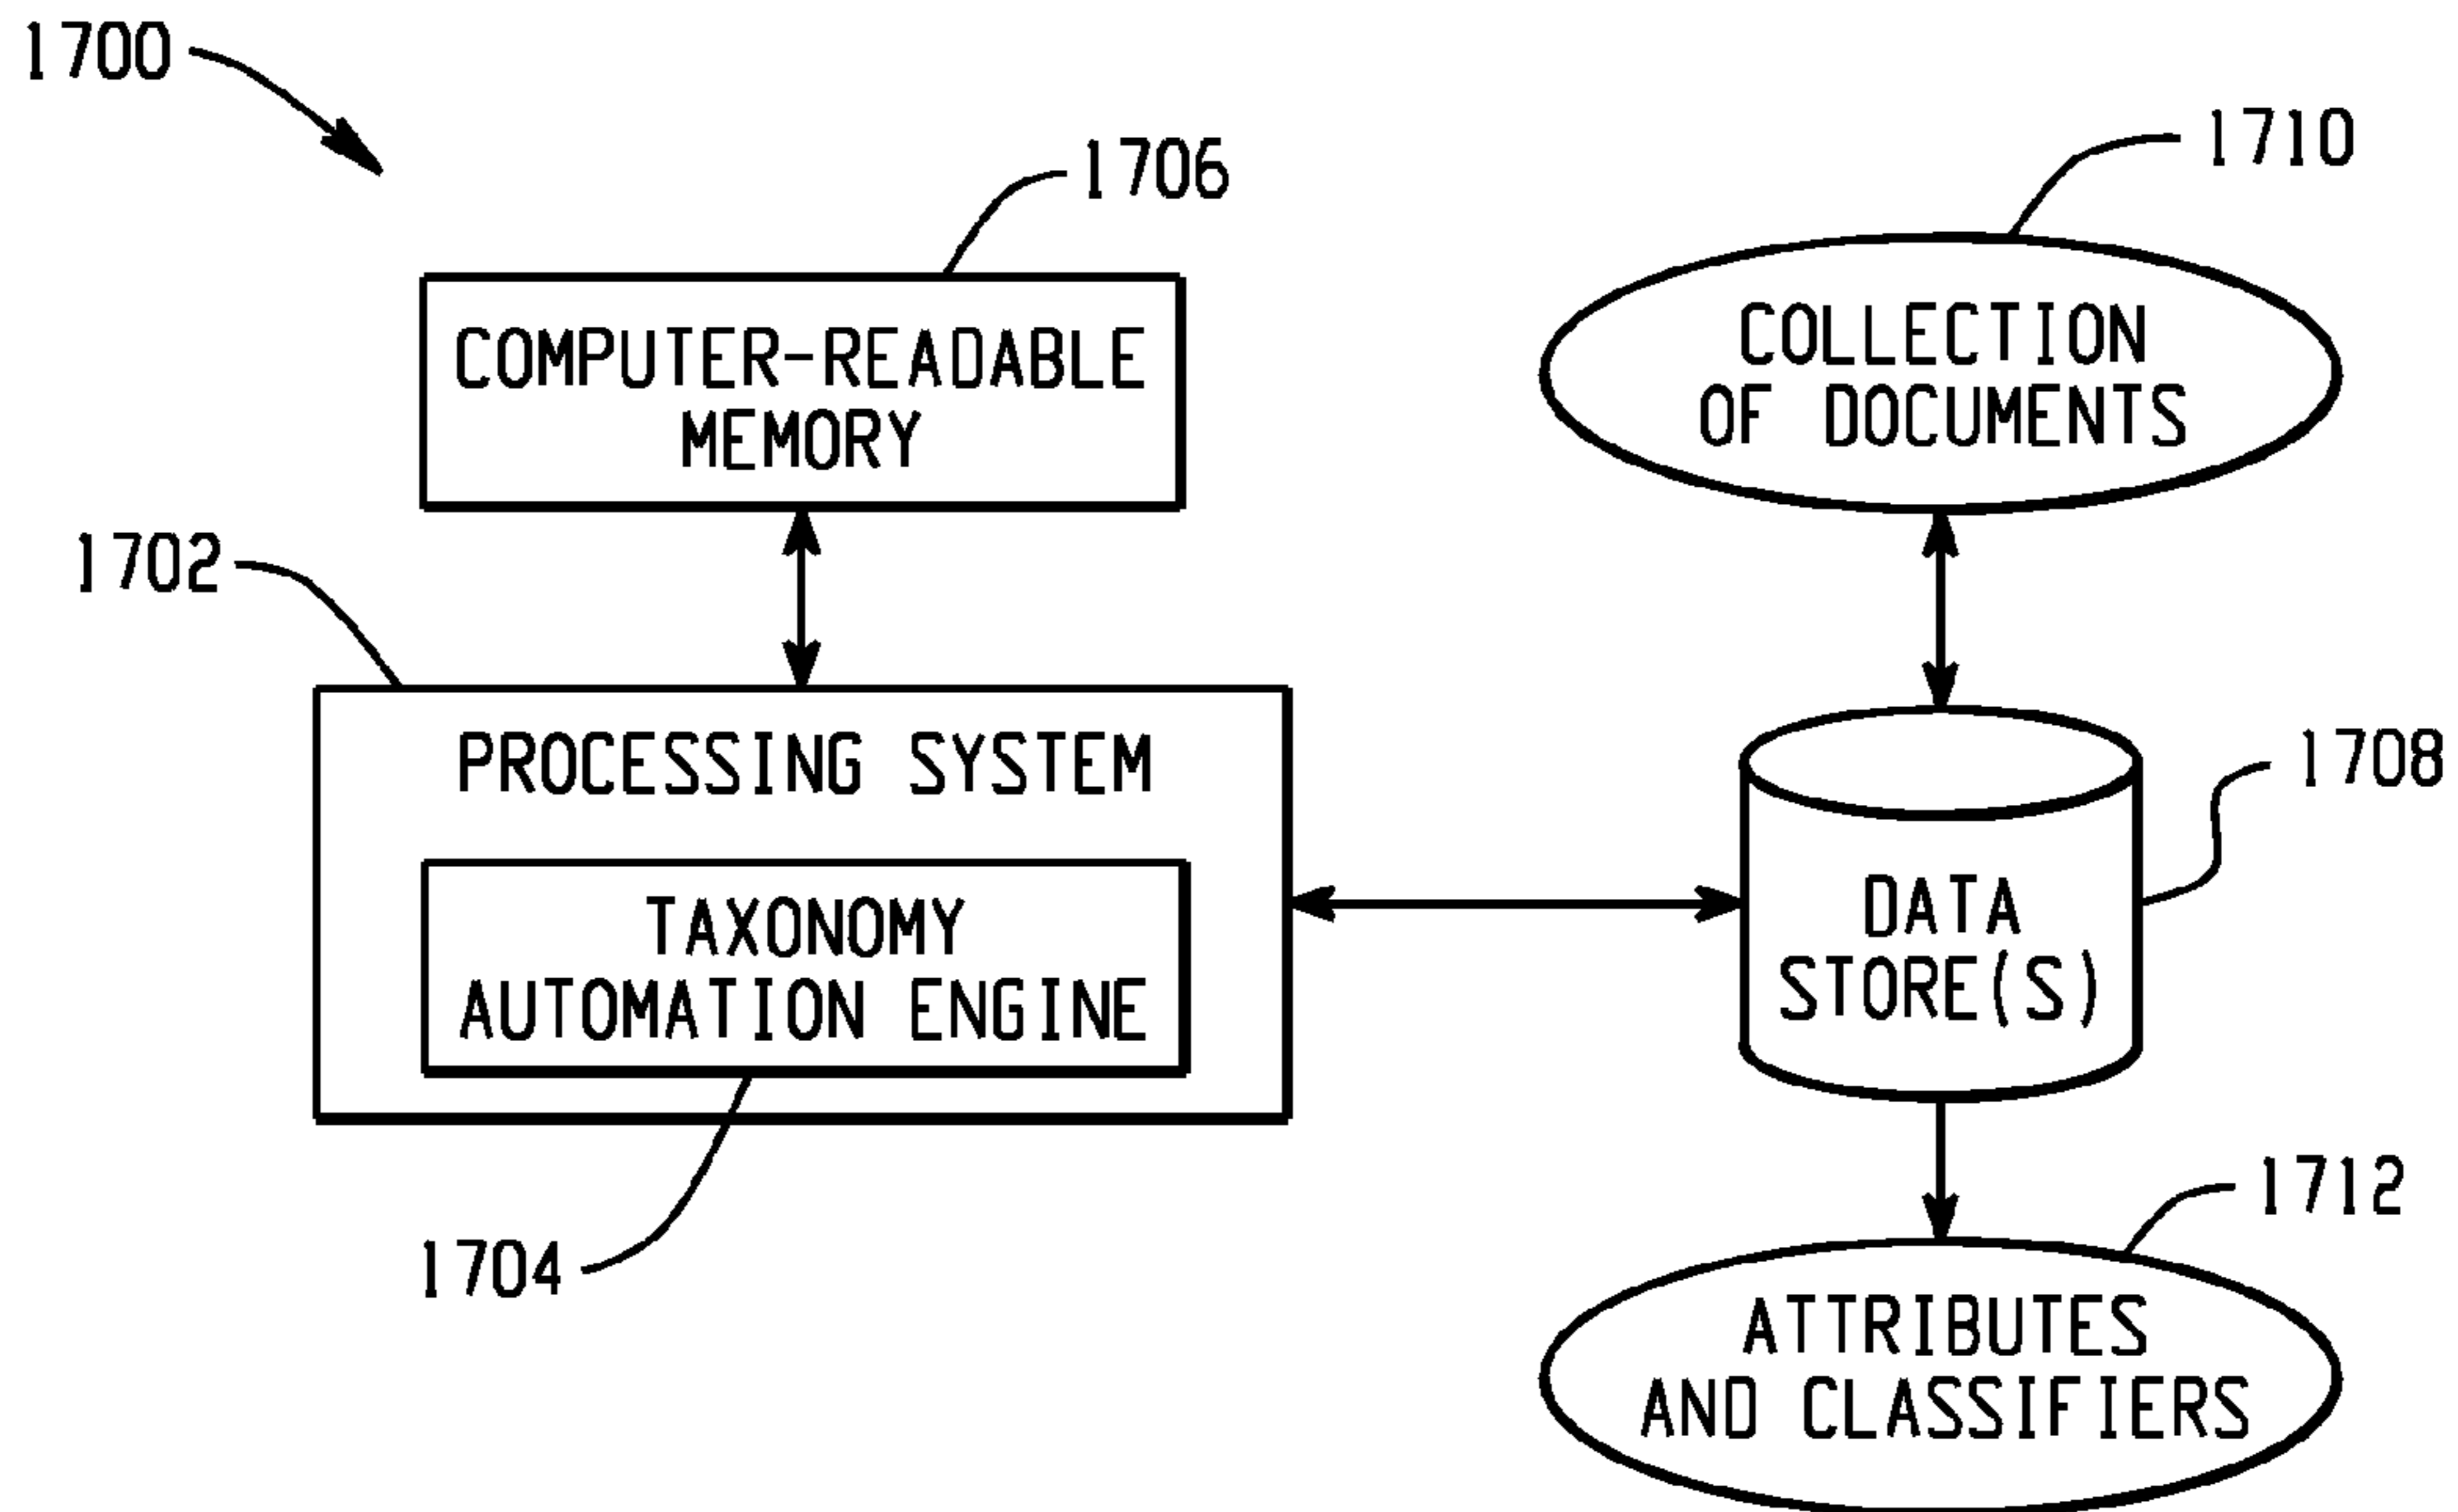 1700
1706
COMPUTER-READABLE
MEMORY
1710
COLLECTION
OF DOCUMENTS
1702
PROCESSING SYSTEM
TAXONOMY
AUTOMATION ENGINE
1704
1708
DATA
STORE(S)
1712
ATTRIBUTES
AND CLASSIFIERS